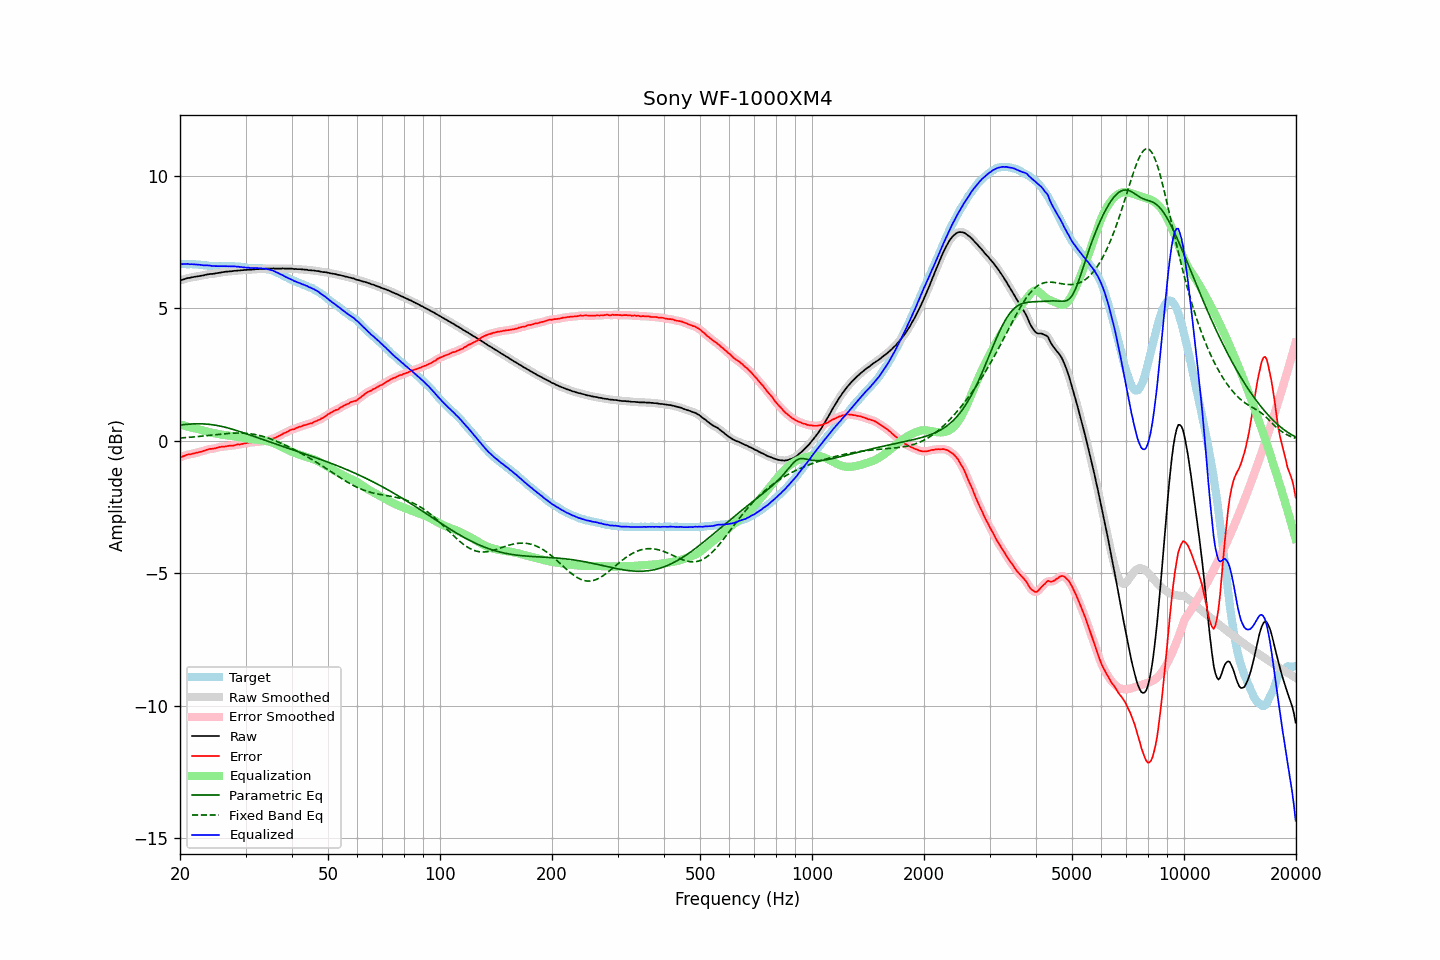 Sony WF-1000XM4
Amplitude (dBr)
10
5
0
−5
−10
−15
Target
Raw Smoothed
Error Smoothed
Raw
Error
Equalization
Parametric Eq
Fixed Band Eq
Equalized
20 50 100 200 500 1000 2000 5000 10000 20000
Frequency (Hz)